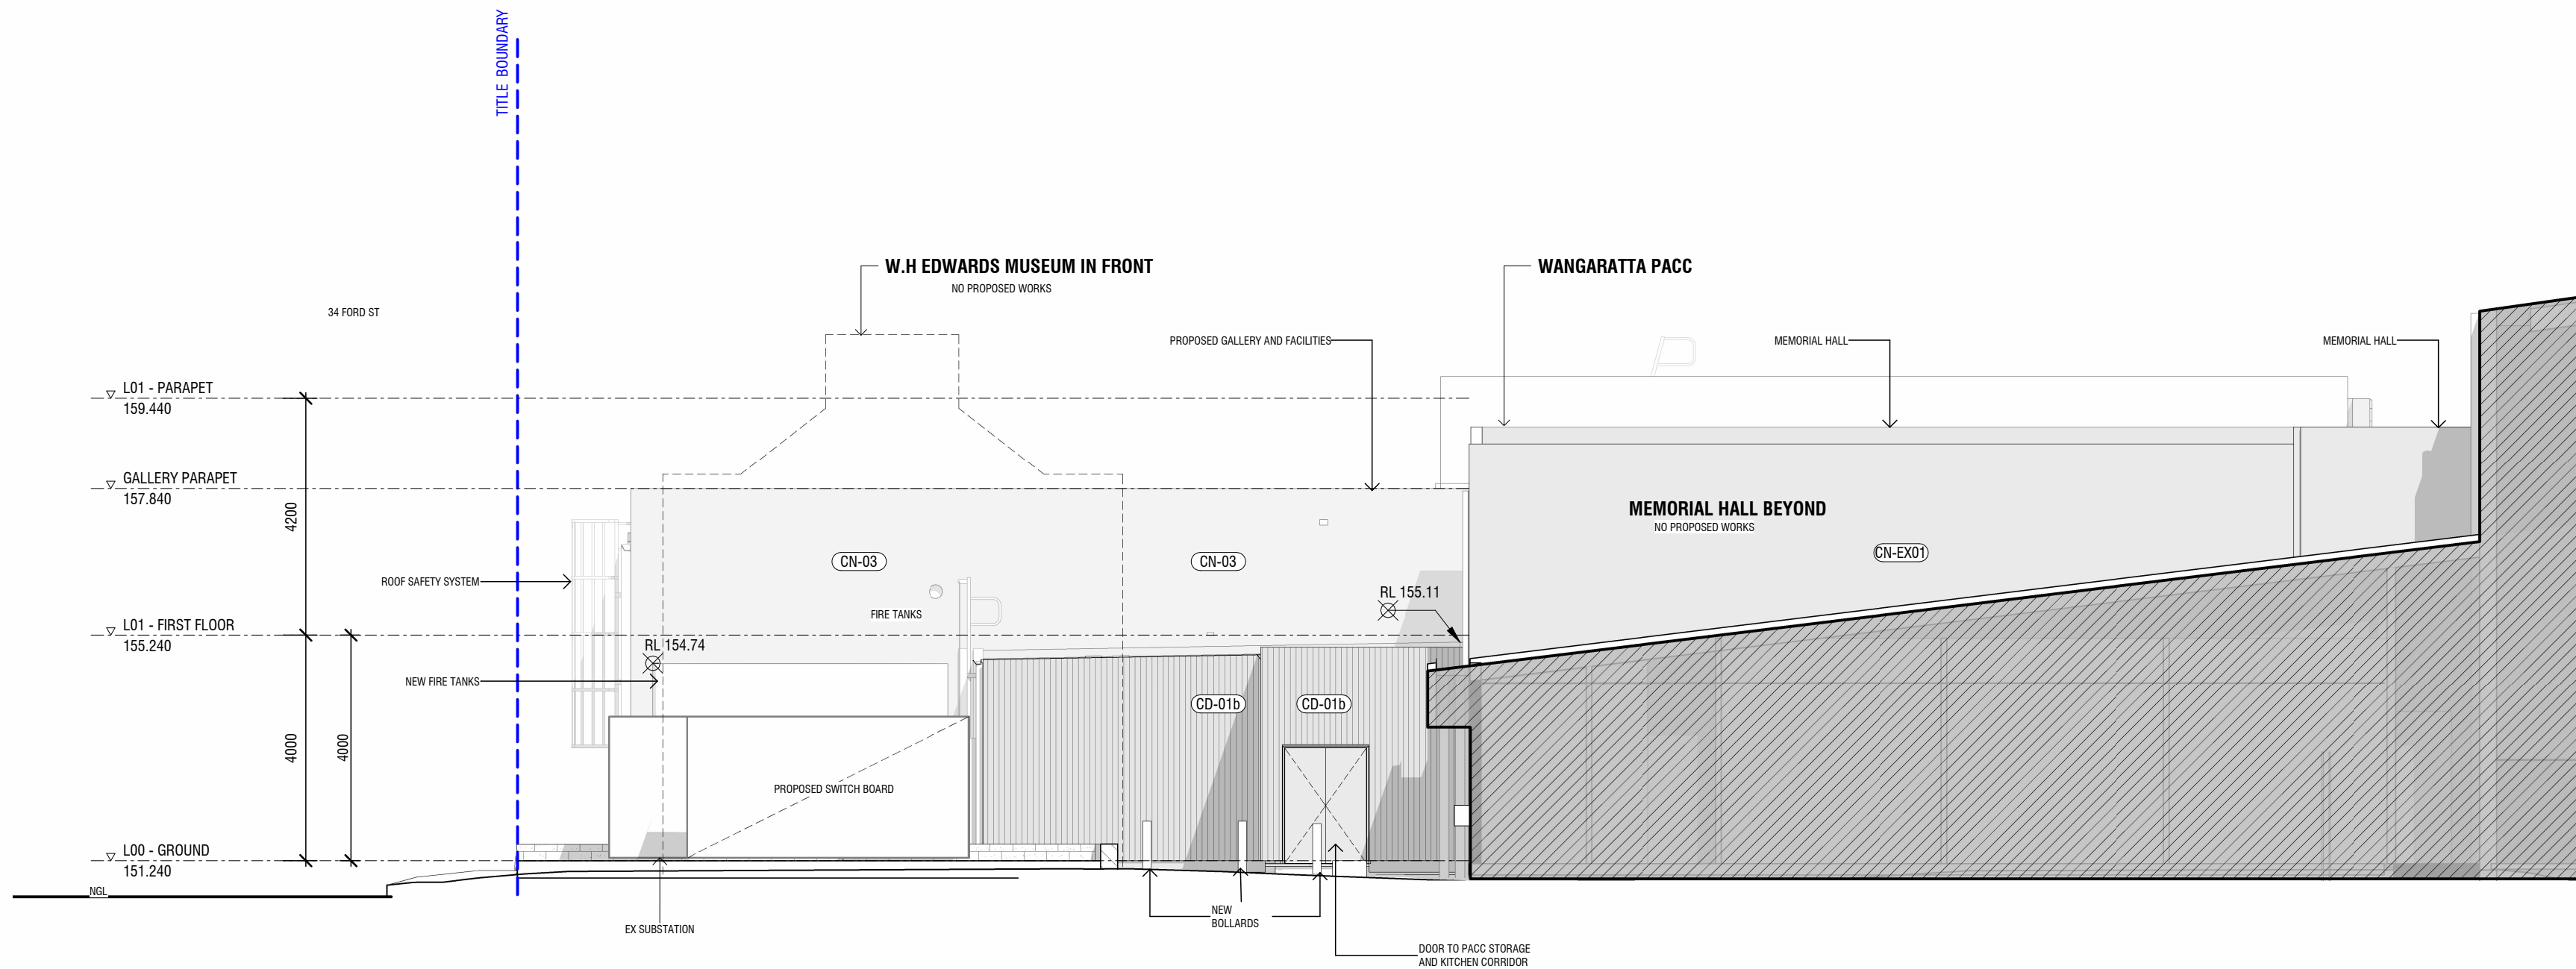 TITLE BOUNDARY
W.H EDWARDS MUSEUM IN FRONT
NO PROPOSED WORKS
WANGARATTA PACC
34 FORD ST
PROPOSED GALLERY AND FACILITIES
MEMORIAL HALL
MEMORIAL HALL
L01 - PARAPET
159.440
GALLERY PARAPET
157.840
4200
MEMORIAL HALL BEYOND
NO PROPOSED WORKS
CN-03
CN-03
CN-EX01
ROOF SAFETY SYSTEM
RL 155.11
FIRE TANKS
L01 - FIRST FLOOR
155.240
RL 154.74
NEW FIRE TANKS
CD-01b
CD-01b
4000
4000
PROPOSED SWITCH BOARD
L00 - GROUND
151.240
NGL
NEW
BOLLARDS
EX SUBSTATION
DOOR TO PACC STORAGE
AND KITCHEN CORRIDOR